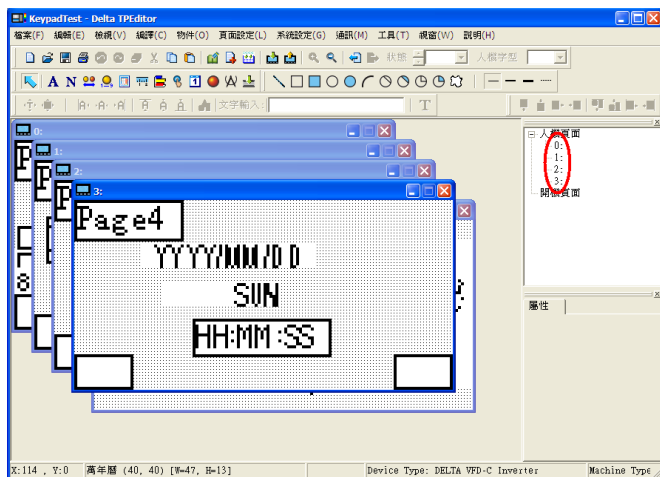 KeypadTest - Delta TPEditor
檔案(F) 編輯(E) 檢視(V) 編譯(C) 物件(O) 頁面設定(L) 系統設定(G) 通訊(M) 工具(T) 視窗(W) 說明(H)
狀態 人機字型
A N
文字輸入: T
0:
1:
2:
3:
Page4
YYYY/MM/DD
SUN
HH:MM:SS
8
人機頁面
0:
1:
2:
3:
開機頁面
屬性
X:114 , Y:0 萬年曆 (40, 40) [W=47, H=13] Device Type: DELTA VFD-C Inverter Machine Type